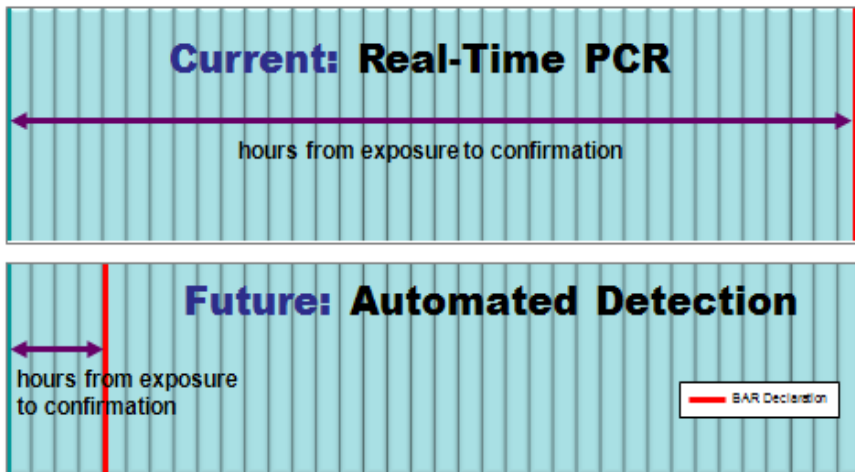 Current: Real-Time PCR
hours from exposure to confirmation
Future: Automated Detection
hours from exposure
to confirmation
BAR Declaration